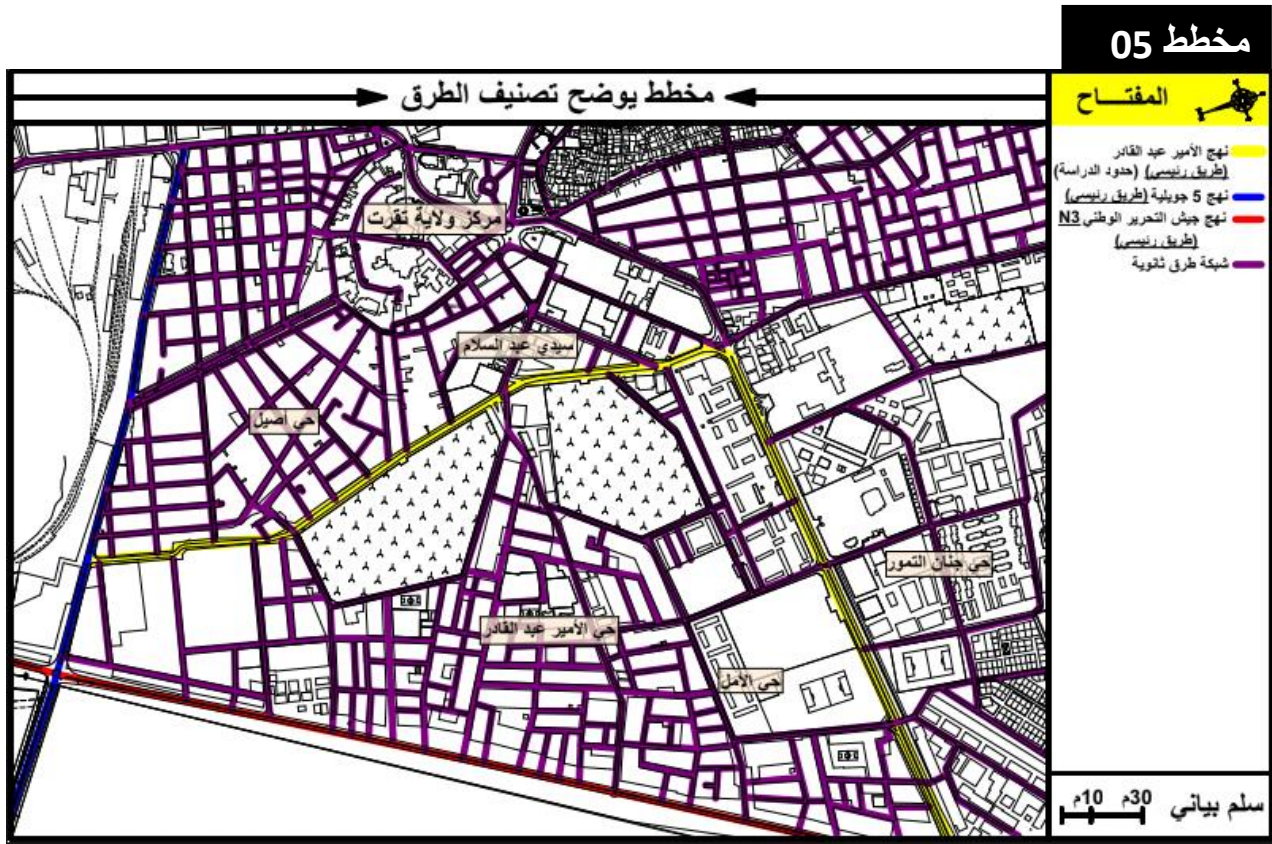 مخطط 05
مخطط يوضح تصنيف الطرق
المفتـــاح
نهج الأمير عبد القادر
(طريق رئيسي) (حدود الدراسة)
نهج 5 جويلية (طريق رئيسي)
نهج جيش التحرير الوطني N3
(طريق رئيسي)
شبكة طرق ثانوية
مركز ولاية تقرت
سيدي عبد السلام
حي اصيل
حي جنان التمور
حي الأمير عبد القادر
حي الأمل
سلم بياني
10م 30م